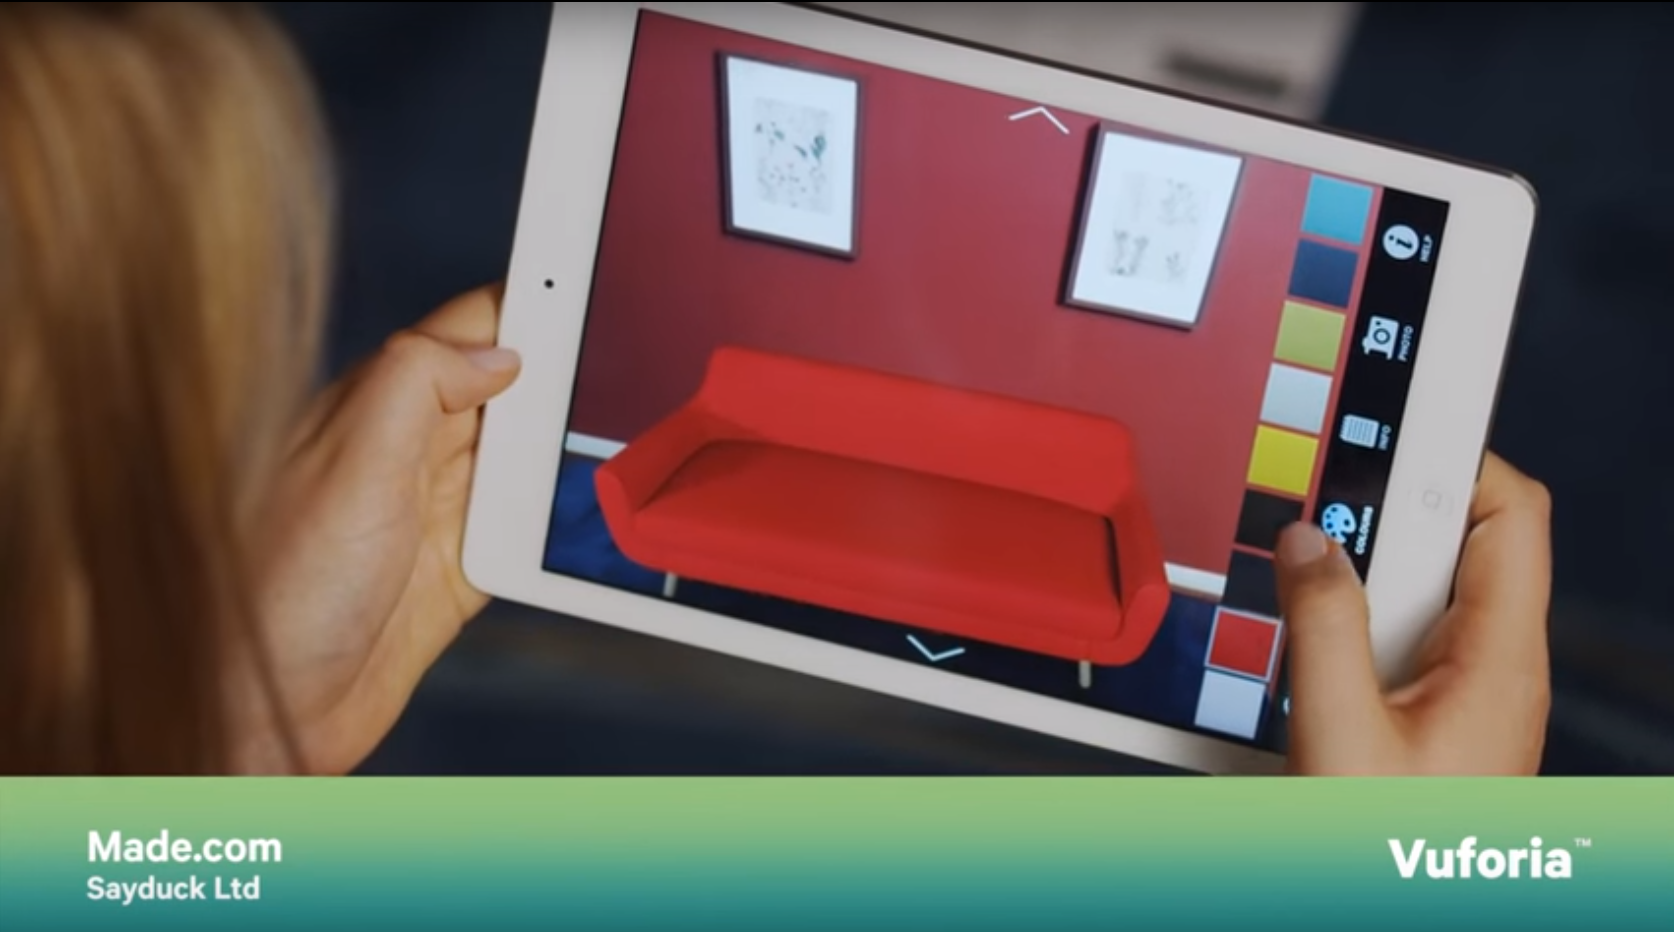 HELP
PHOTO
INFO
COLOURS
Made.com
Sayduck Ltd
Vuforia™